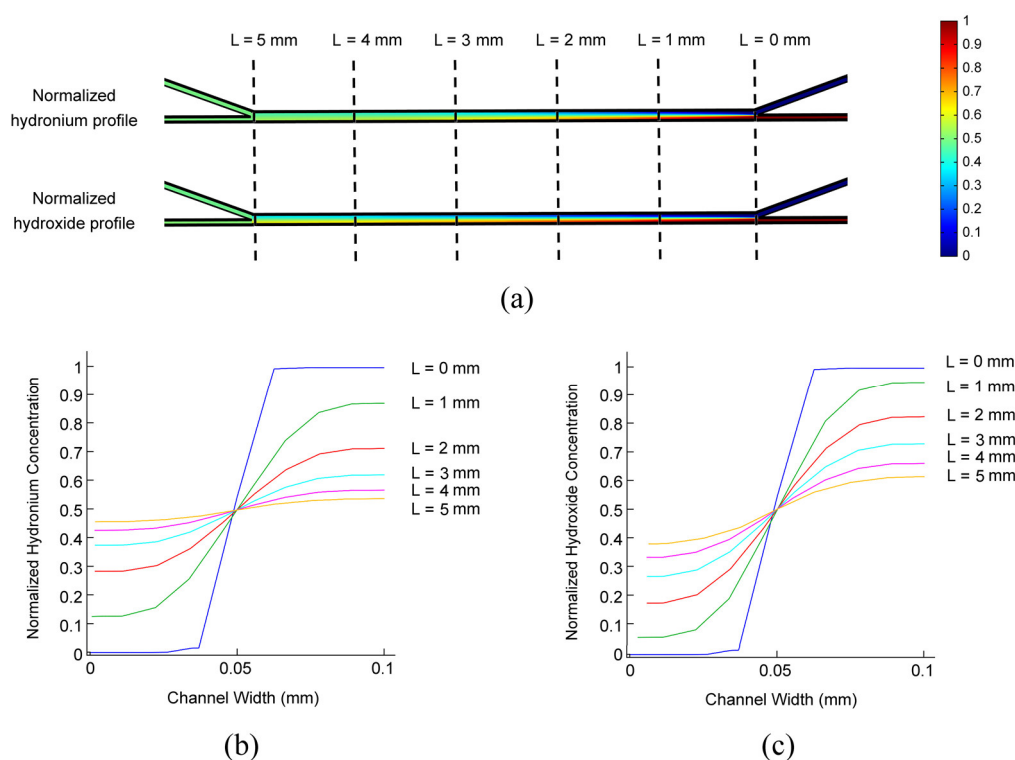 L = 5 mm L = 4 mm L = 3 mm L = 2 mm L = 1 mm L = 0 mm
Normalized
hydronium profile
Normalized
hydroxide profile
1
0.9
0.8
0.7
0.6
0.5
0.4
0.3
0.2
0.1
0
(a)
Normalized Hydronium Concentration
1
0.9
0.8
0.7
0.6
0.5
0.4
0.3
0.2
0.1
0
0 0.05 0.1
Channel Width (mm)
L = 0 mm
L = 1 mm
L = 2 mm
L = 3 mm
L = 4 mm
L = 5 mm
(b)
Normalized Hydroxide Concentration
1
0.9
0.8
0.7
0.6
0.5
0.4
0.3
0.2
0.1
0
0 0.05 0.1
Channel Width (mm)
L = 0 mm
L = 1 mm
L = 2 mm
L = 3 mm
L = 4 mm
L = 5 mm
(c)